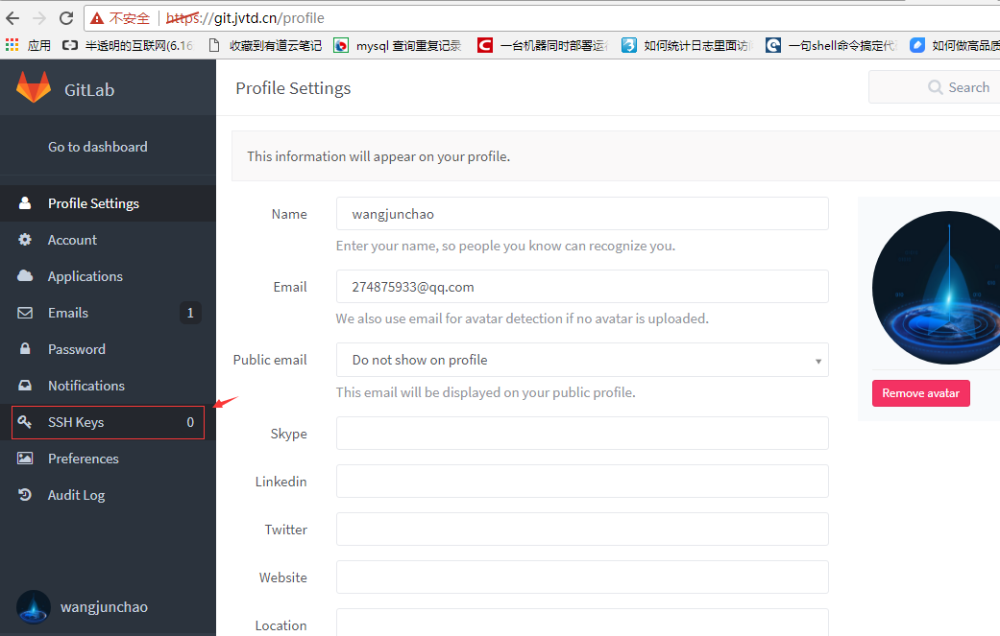 不安全 https://git.jvtd.cn/profile
应用 半透明的互联网(6.16 收藏到有道云笔记 mysql 查询重复记录 一台机器同时部署运行 如何统计日志里面访 一句shell命令搞定代 如何做高品质
GitLab
Profile Settings
Search
Go to dashboard
This information will appear on your profile.
Profile Settings
Account
Applications
Emails 1
Password
Notifications
SSH Keys 0
Preferences
Audit Log
wangjunchao
Name wangjunchao
Enter your name, so people you know can recognize you.
Email 274875933@qq.com
We also use email for avatar detection if no avatar is uploaded.
Public email Do not show on profile
This email will be displayed on your public profile.
Skype
Linkedin
Twitter
Website
Location
Remove avatar